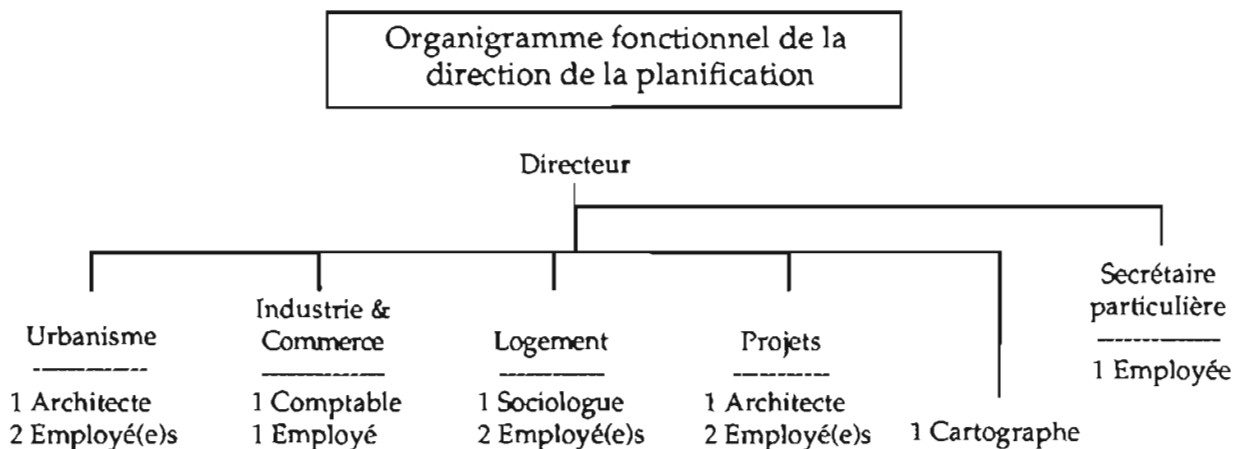 Organigramme fonctionnel de la
direction de la planification
Directeur
Urbanisme
1 Architecte
2 Employé(e)s
Industrie &
Commerce
1 Comptable
1 Employé
Logement
1 Sociologue
2 Employé(e)s
Projets
1 Architecte
2 Employé(e)s
1 Cartographe
Secrétaire
particulière
1 Employée